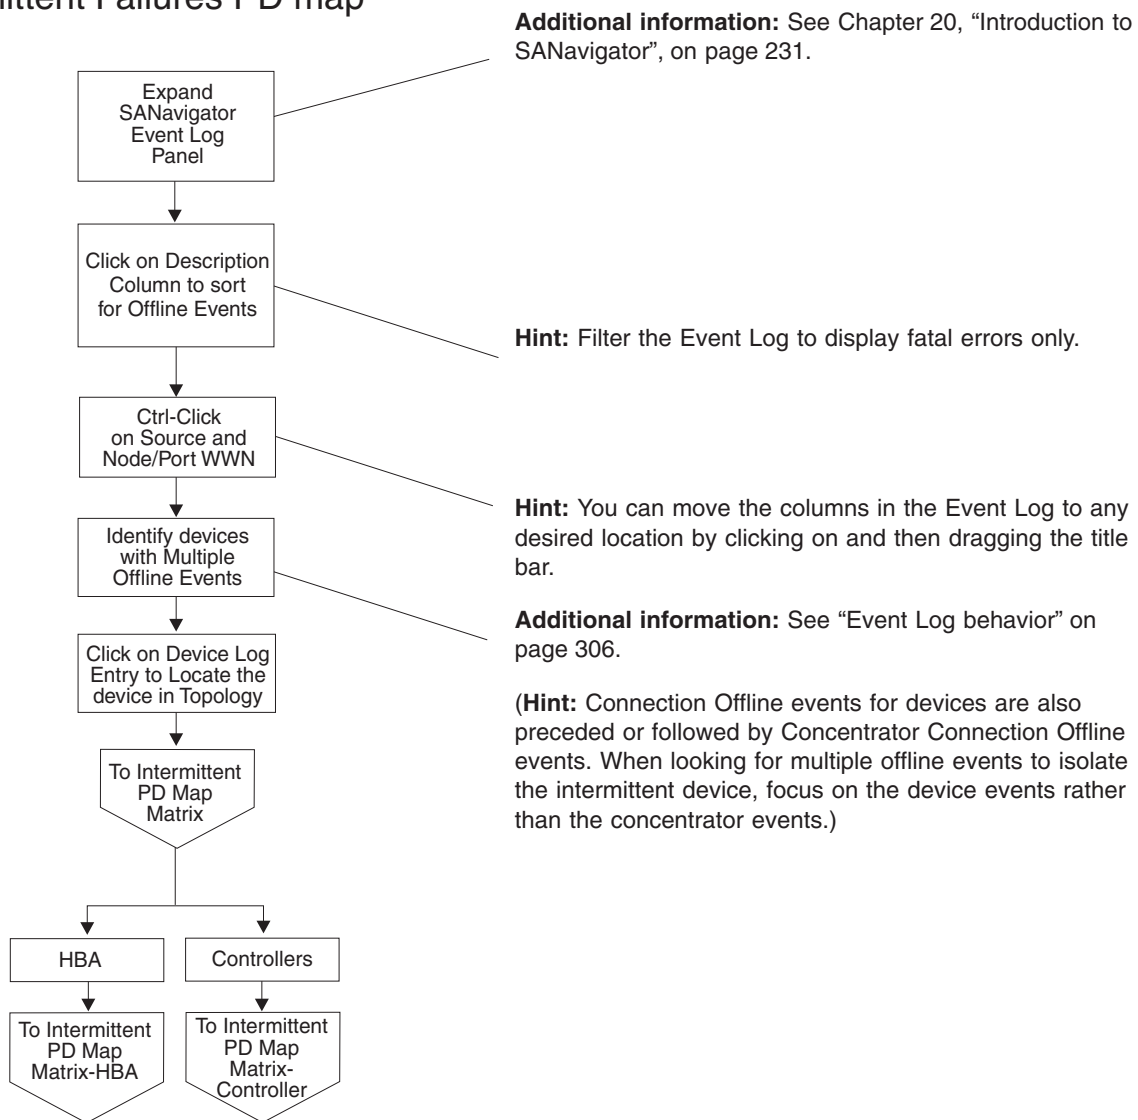 Intermittent Failures PD map
Additional information: See Chapter 20, “Introduction to
SANavigator”, on page 231.
Expand
SANavigator
Event Log
Panel
Click on Description
Column to sort
for Offline Events
Hint: Filter the Event Log to display fatal errors only.
Ctrl-Click
on Source and
Node/Port WWN
Hint: You can move the columns in the Event Log to any
desired location by clicking on and then dragging the title
bar.
Identify devices
with Multiple
Offline Events
Additional information: See “Event Log behavior” on
page 306.
(Hint: Connection Offline events for devices are also
preceded or followed by Concentrator Connection Offline
events. When looking for multiple offline events to isolate
the intermittent device, focus on the device events rather
than the concentrator events.)
Click on Device Log
Entry to Locate the
device in Topology
To Intermittent
PD Map
Matrix
HBA
Controllers
To Intermittent
PD Map
Matrix-HBA
To Intermittent
PD Map
Matrix-
Controller